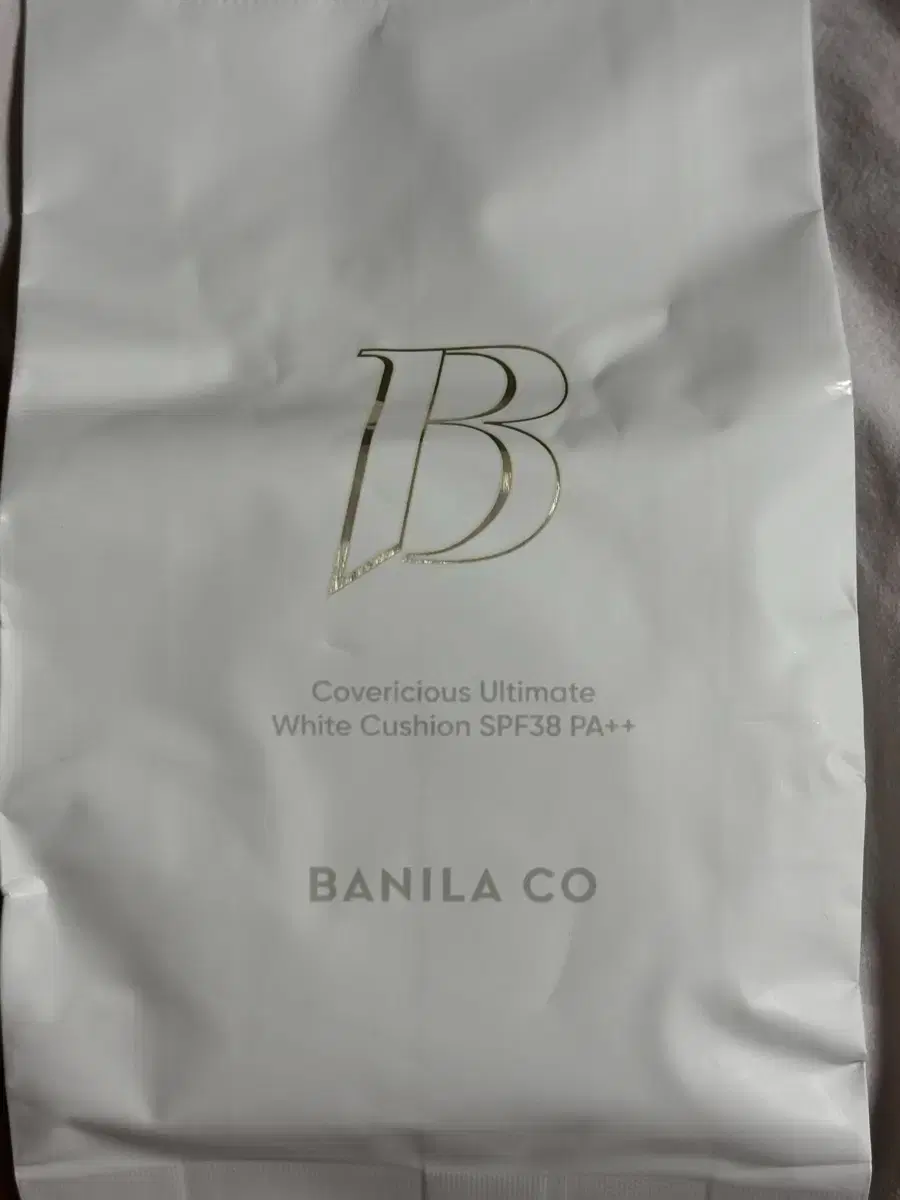 B
Covericious Ultimate
White Cushion SPF38 PA++
BANILA CO